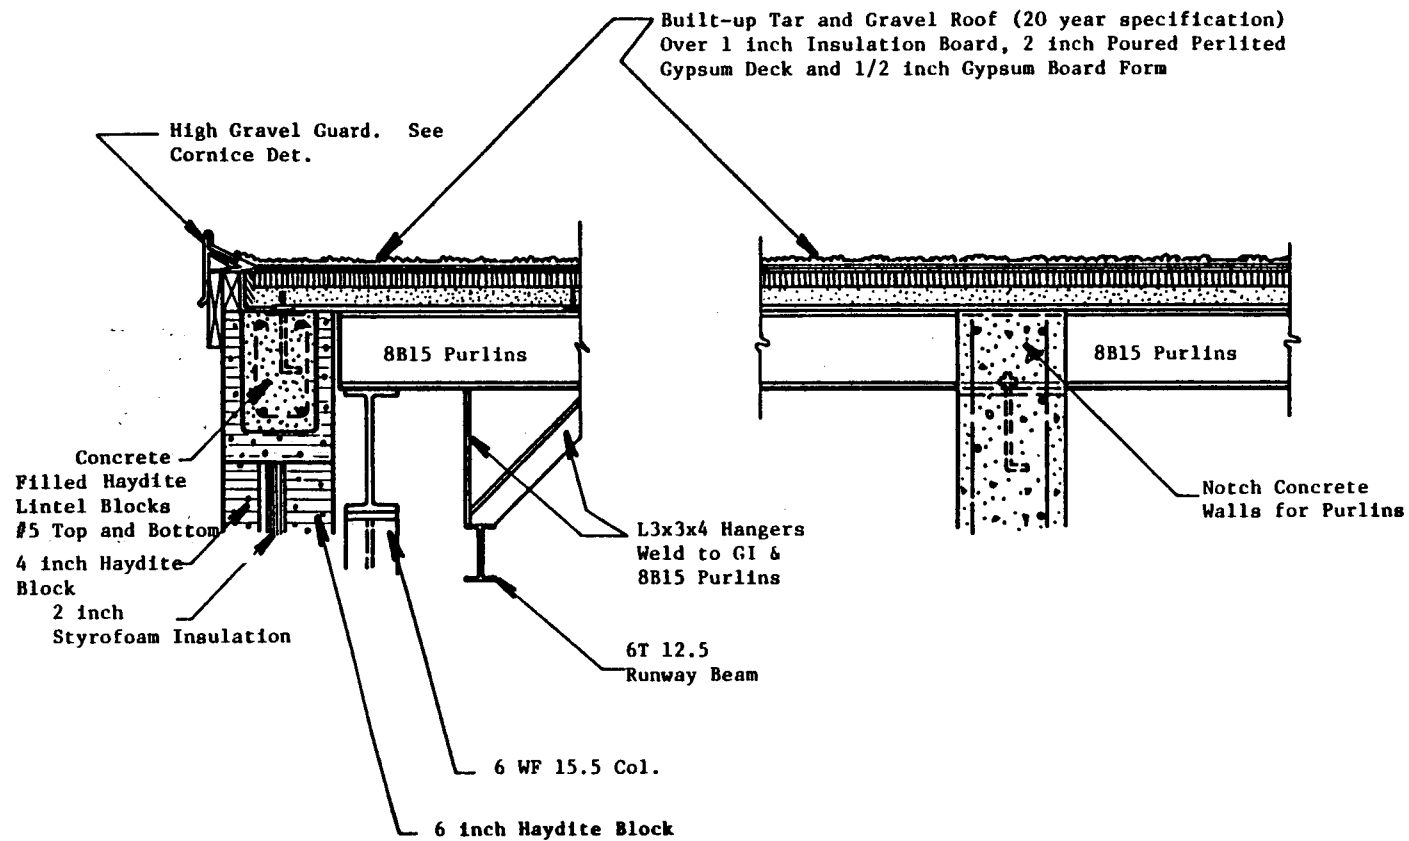 Built-up Tar and Gravel Roof (20 year specification)
Over 1 inch Insulation Board, 2 inch Poured Perlited
Gypsum Deck and 1/2 inch Gypsum Board Form
High Gravel Guard. See
Cornice Det.
8B15 Purlins
8B15 Purlins
Concrete
Filled Haydite
Lintel Blocks
#5 Top and Bottom
4 inch Haydite
Block
2 inch
Styrofoam Insulation
Notch Concrete
Walls for Purlins
L3x3x4 Hangers
Weld to GI &
8B15 Purlins
6T 12.5
Runway Beam
6 WF 15.5 Col.
6 inch Haydite Block